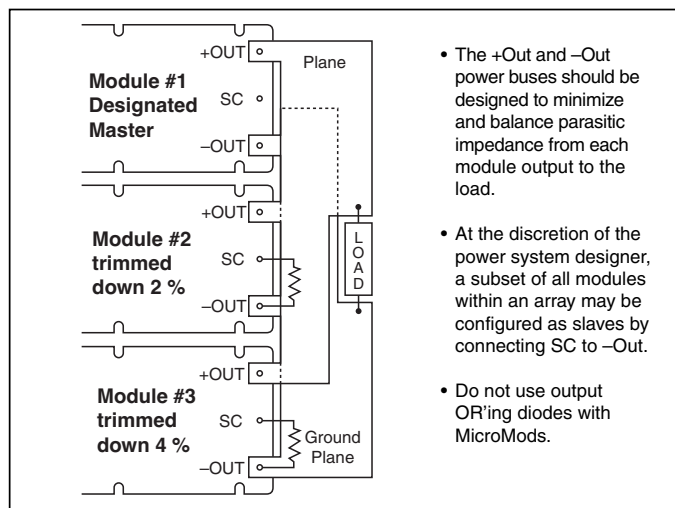 +OUT
Plane
Module #1
Designated
Master
SC
–OUT
+OUT
Module #2
trimmed
down 2 %
SC
–OUT
L
O
A
D
+OUT
Module #3
trimmed
down 4 %
SC
Ground
Plane
–OUT
• The +Out and –Out
power buses should be
designed to minimize
and balance parasitic
impedance from each
module output to the
load.
• At the discretion of the
power system designer,
a subset of all modules
within an array may be
configured as slaves by
connecting SC to –Out.
• Do not use output
OR'ing diodes with
MicroMods.